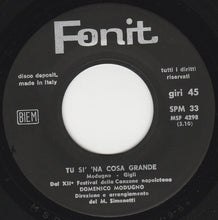 Fonit
disco deposit.
made in Italy
tutti i diritti
riservati
giri 45
BIEM
SPM 33
MSF 4298
(3.10)
TU SI' 'NA COSA GRANDE
Modugno - Gigli
Dal XII° Festival della Canzone napoletana
DOMENICO MODUGNO
Direzione e arrangiamento
del M. Simonetti